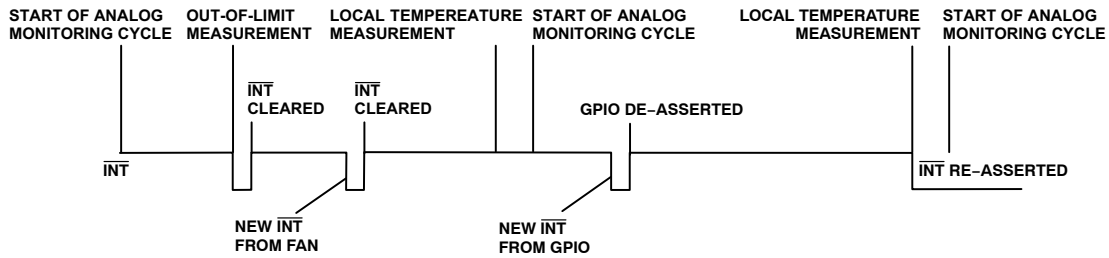 START OF ANALOG
MONITORING CYCLE
OUT-OF-LIMIT
MEASUREMENT
LOCAL TEMPEREATURE
MEASUREMENT
START OF ANALOG
MONITORING CYCLE
LOCAL TEMPERATURE
MEASUREMENT
START OF ANALOG
MONITORING CYCLE
INT
CLEARED
INT
CLEARED
GPIO DE−ASSERTED
INT
INT RE−ASSERTED
NEW INT
FROM FAN
NEW INT
FROM GPIO